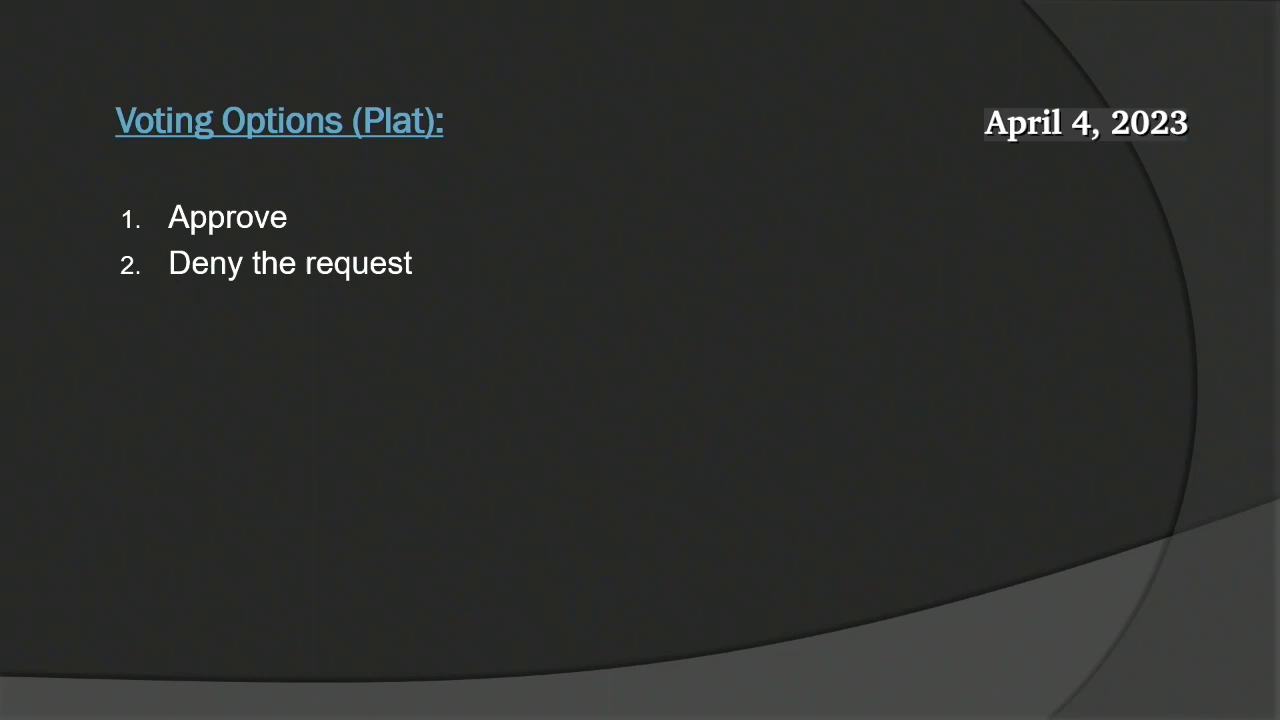 Voting Options (Plat):
April 4, 2023
1. Approve
2. Deny the request